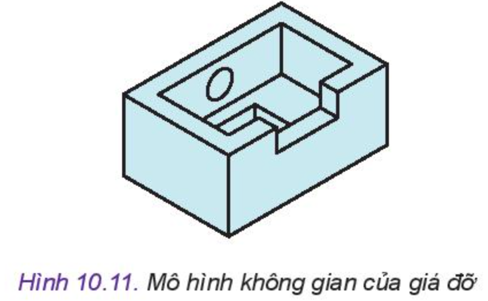 Hình 10.11. Mô hình không gian của giá đỡ